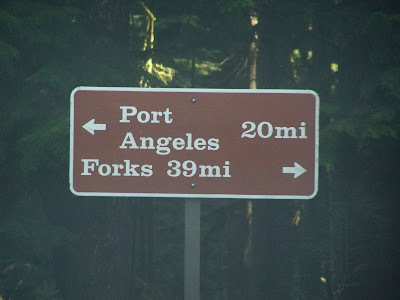 Port
Angeles 20mi
Forks 39mi